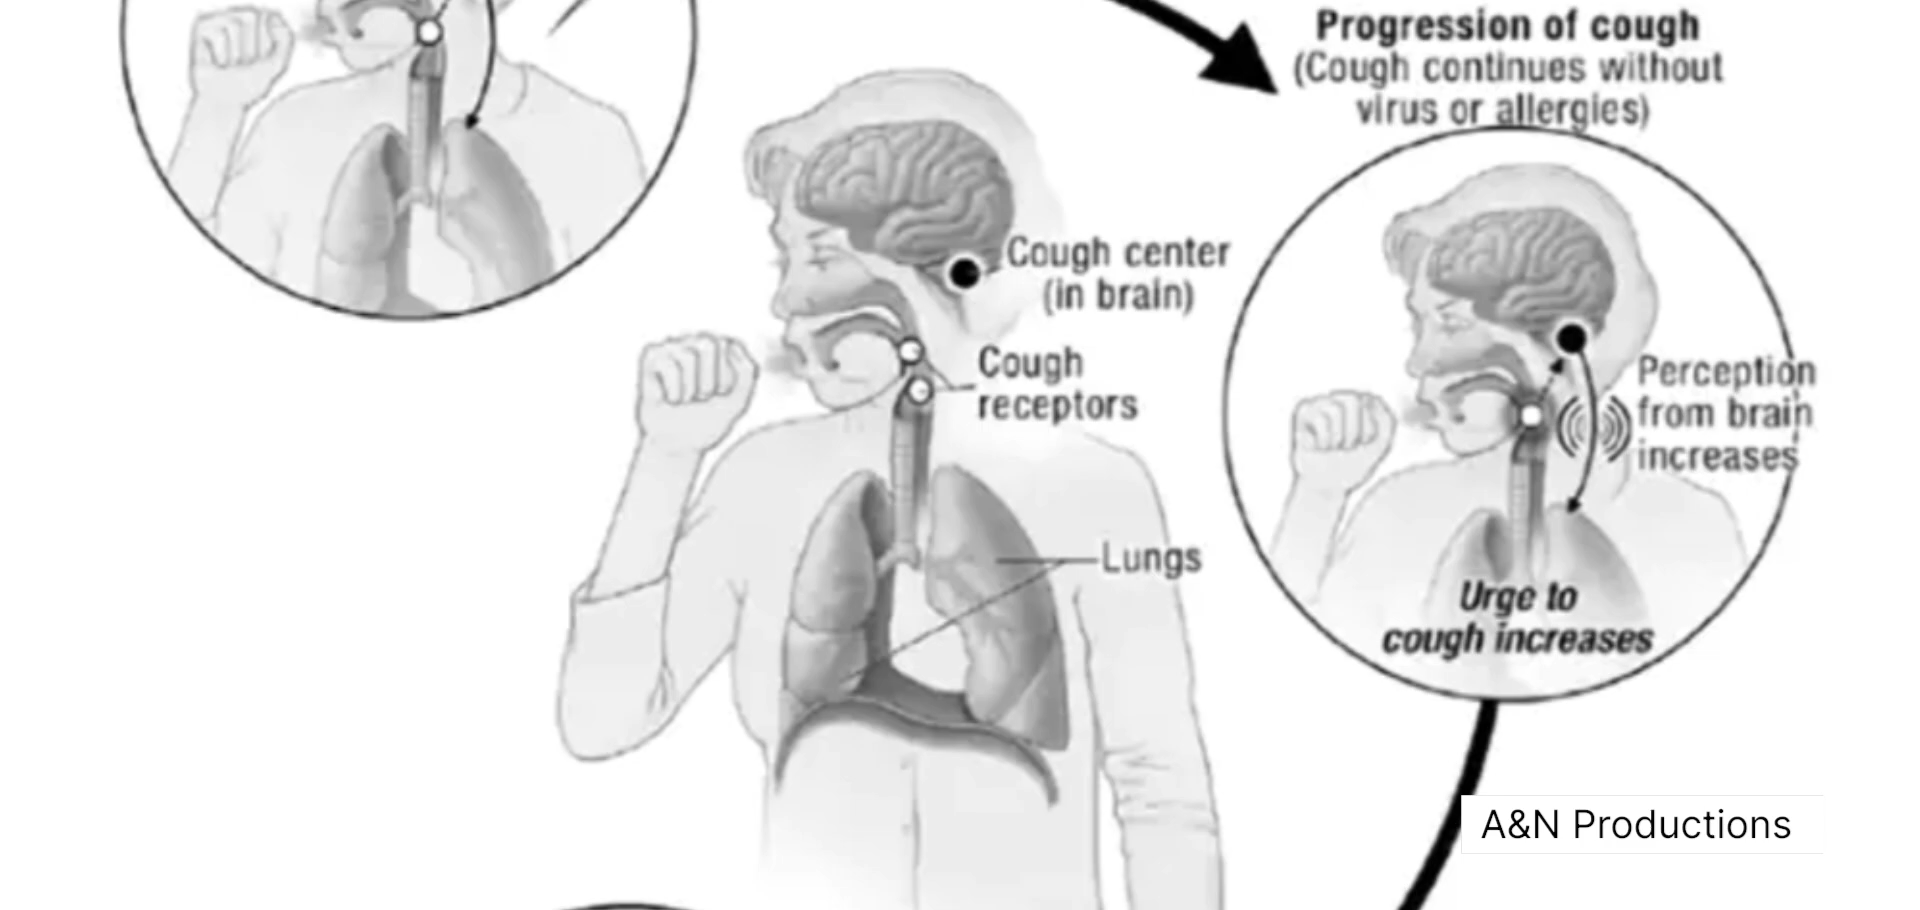 Progression of cough
(Cough continues without
virus or allergies)
Cough center
(in brain)
Cough
receptors
Lungs
Perception
from brain
increases
Urge to
cough increases
A&N Productions